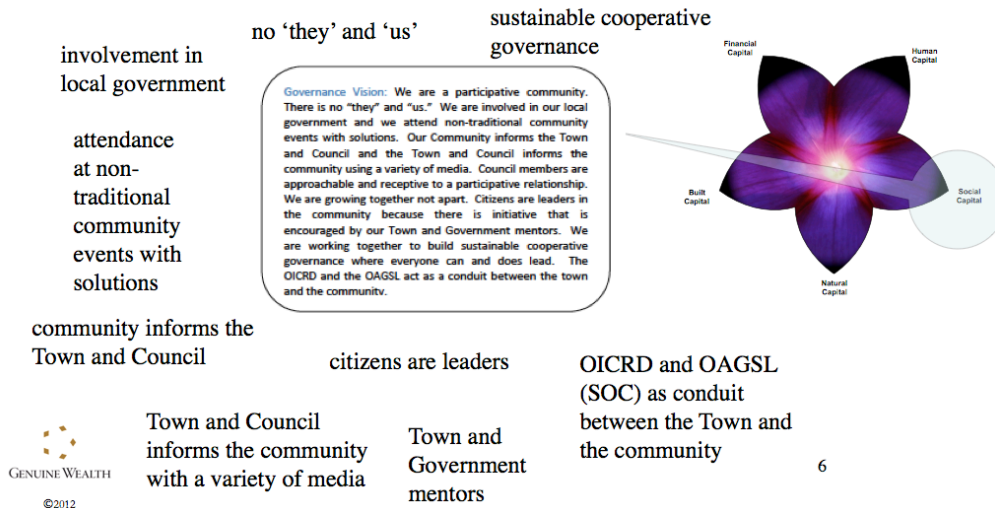 no ‘they’ and ‘us’
sustainable cooperative
governance
involvement in
local government
Financial
Capital
Human
Capital
Governance Vision: We are a participative community.
There is no “they” and “us.” We are involved in our local
government and we attend non-traditional community
events with solutions. Our Community informs the Town
and Council and the Town and Council informs the
community using a variety of media. Council members are
approachable and receptive to a participative relationship.
We are growing together not apart. Citizens are leaders in
the community because there is initiative that is
encouraged by our Town and Government mentors. We
are working together to build sustainable cooperative
governance where everyone can and does lead. The
OICRD and the OAGSL act as a conduit between the town
and the community.
attendance
at non-
traditional
community
events with
solutions
Built
Capital
Social
Capital
Natural
Capital
community informs the
Town and Council
citizens are leaders
OICRD and OAGSL
(SOC) as conduit
between the Town and
the community
Town and Council
informs the community
with a variety of media
Town and
Government
mentors
GENUINE WEALTH
©2012
6